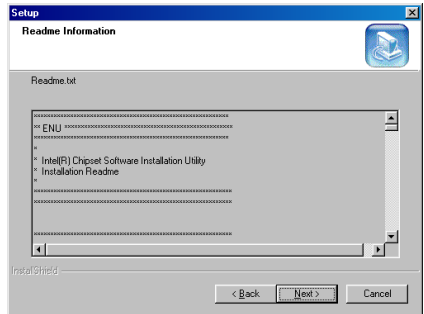 Setup
Readme Information
Readme.txt
************************************************************
** ENU ******************************************************
************************************************************
*
* Intel(R) Chipset Software Installation Utility
* Installation Readme
*
*************************************************************
*************************************************************
*************************************************************
InstallShield
< Back
Next >
Cancel